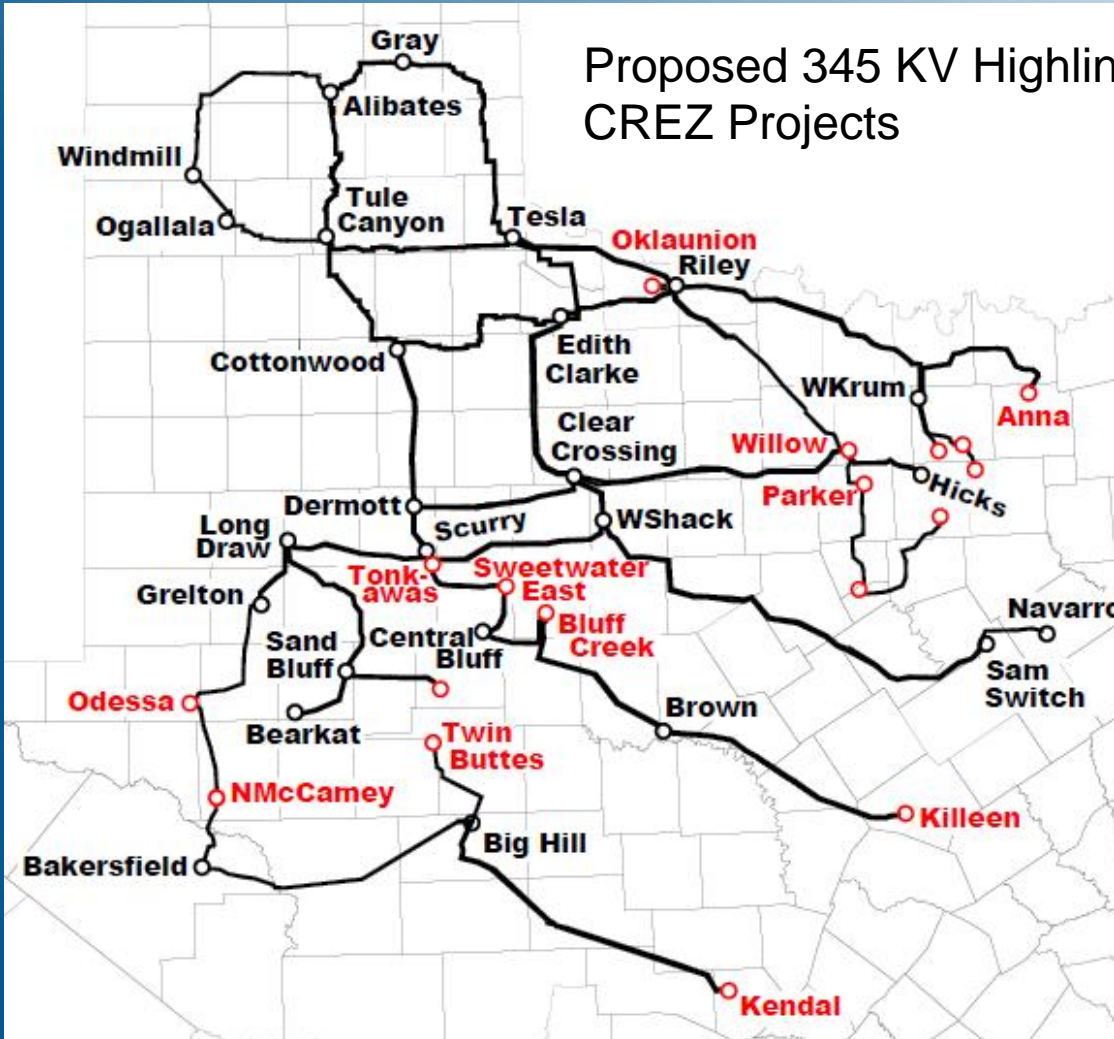 Proposed 345 KV Highlin
CREZ Projects
Gray
Alibates
Windmill
Ogallala
Tule
Canyon
Tesla
Oklaunion
Riley
Cottonwood
Edith
Clarke
WKrum
Anna
Clear
Crossing
Willow
Parker
Hicks
Dermott
Scurry
WShack
Long
Draw
Tonk-
awas
Sweetwater
East
Grelton
Sand
Bluff
Central
Bluff
Bluff
Creek
Navarro
Sam
Switch
Odessa
Bearkat
Brown
Twin
Buttes
NMcCamey
Killeen
Big Hill
Bakersfield
Kendal